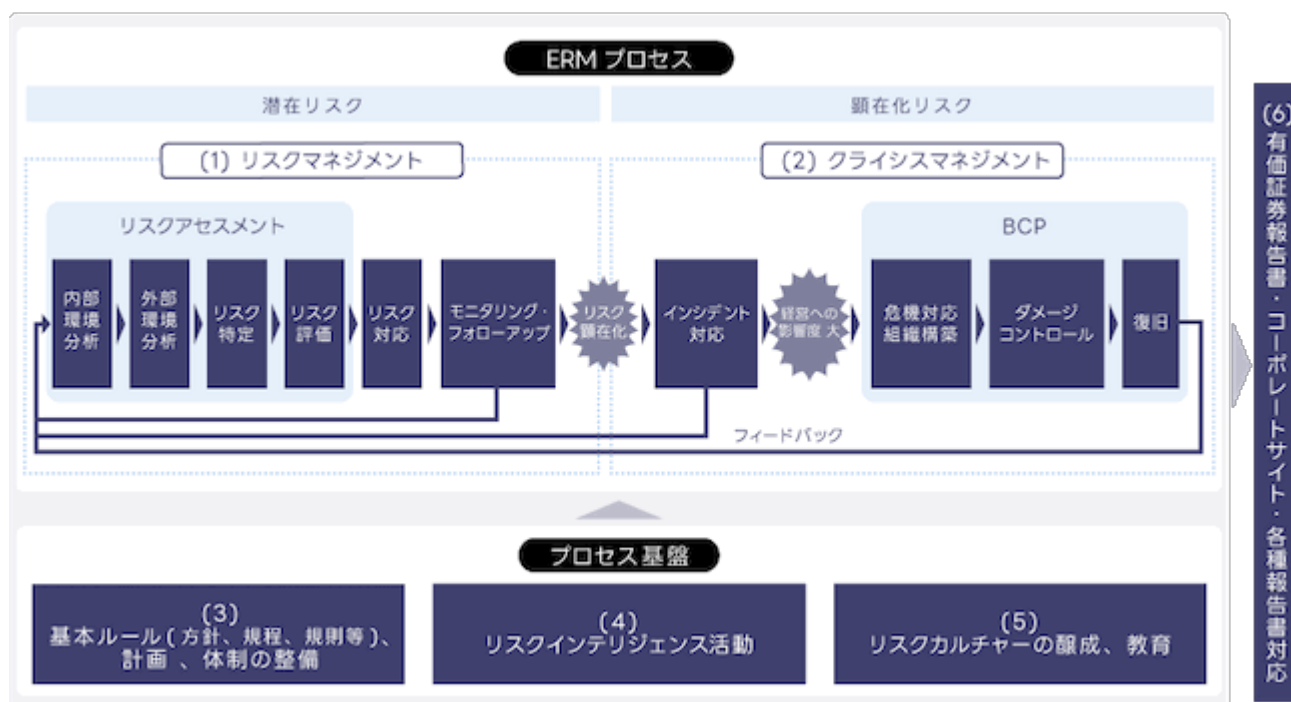 ERM プロセス
潜在リスク
顕在化リスク
(1) リスクマネジメント
(2) クライシスマネジメント
リスクアセスメント
BCP
内部
環境
分析
外部
環境
分析
リスク
特定
リスク
評価
リスク
対応
モニタリング・
フォローアップ
リスク
顕在化
インシデント
対応
経営への
影響度 大
危機対応
組織構築
ダメージ
コントロール
復旧
フィードバック
プロセス基盤
(3)
基本ルール(方針、規程、規則等)、
計画 、体制の整備
(4)
リスクインテリジェンス活動
(5)
リスクカルチャーの醸成、教育
(6)有価証券報告書・コーポレートサイト・各種報告書対応